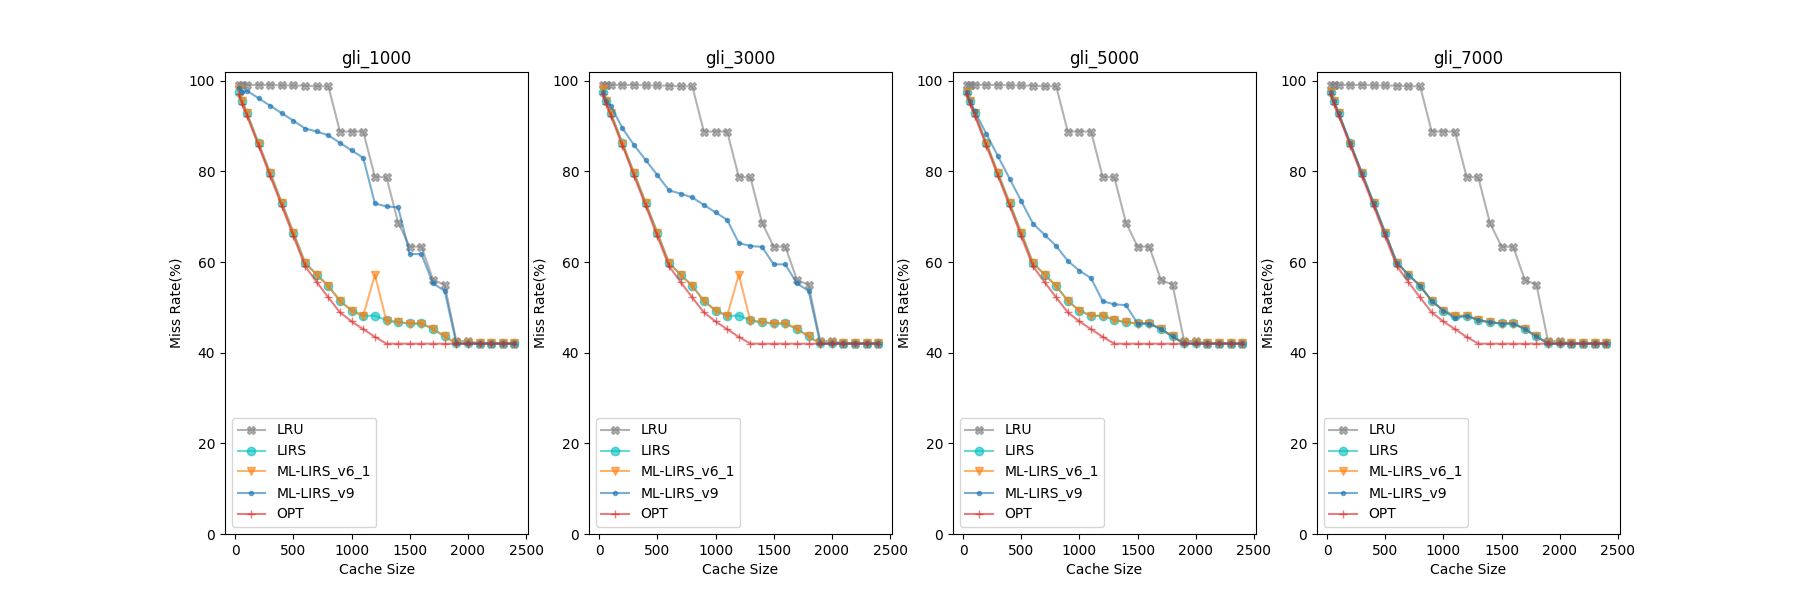 gli_1000
100
80
60
40
20
0
Miss Rate(%)
LRU
LIRS
ML-LIRS_v6_1
ML-LIRS_v9
OPT
0 500 1000 1500 2000 2500
Cache Size
gli_3000
100
80
60
40
20
0
Miss Rate(%)
LRU
LIRS
ML-LIRS_v6_1
ML-LIRS_v9
OPT
0 500 1000 1500 2000 2500
Cache Size
gli_5000
100
80
60
40
20
0
Miss Rate(%)
LRU
LIRS
ML-LIRS_v6_1
ML-LIRS_v9
OPT
0 500 1000 1500 2000 2500
Cache Size
gli_7000
100
80
60
40
20
0
Miss Rate(%)
LRU
LIRS
ML-LIRS_v6_1
ML-LIRS_v9
OPT
0 500 1000 1500 2000 2500
Cache Size